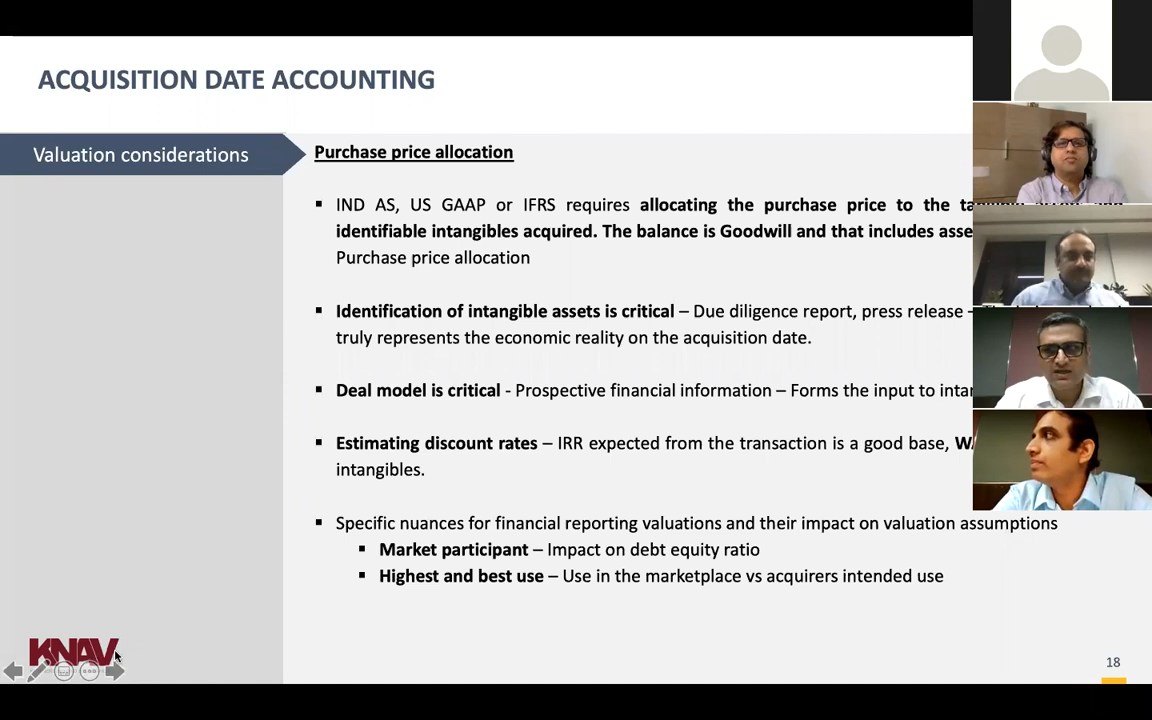 ACQUISITION DATE ACCOUNTING
Valuation considerations
Purchase price allocation
▪ IND AS, US GAAP or IFRS requires allocating the purchase price to the
identifiable intangibles acquired. The balance is Goodwill and that includes
Purchase price allocation
▪ Identification of intangible assets is critical – Due diligence report, press release –
truly represents the economic reality on the acquisition date.
▪ Deal model is critical - Prospective financial information – Forms the input to
▪ Estimating discount rates – IRR expected from the transaction is a good base,
intangibles.
▪ Specific nuances for financial reporting valuations and their impact on valuation assumptions
▪ Market participant – Impact on debt equity ratio
▪ Highest and best use – Use in the marketplace vs acquirers intended use
KNAV
18